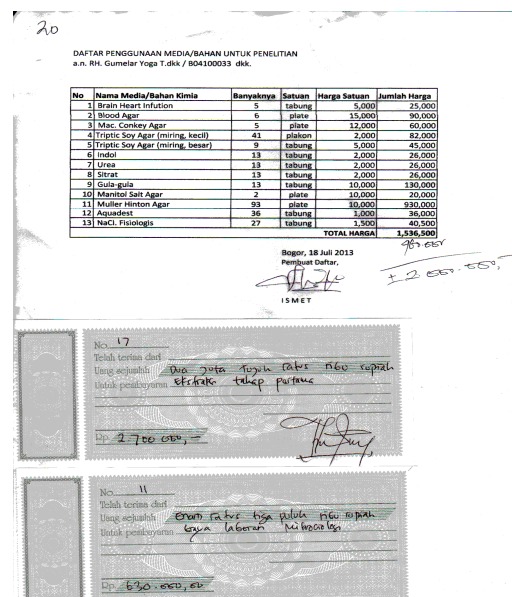 20
DAFTAR PENGGUNAAN MEDIA/BAHAN UNTUK PENELITIAN
a.n. RH. Gumelar Yoga T.dkk / B04100033 dkk.
No Nama Media/Bahan Kimia Banyaknya Satuan Harga Satuan Jumlah Harga
1 Brain Heart Infution 5 tabung 5,000 25,000
2 Blood Agar 6 plate 15,000 90,000
3 Mac. Conkey Agar 5 plate 12,000 60,000
4 Triptic Soy Agar (miring, kecil) 41 plakon 2,000 82,000
5 Triptic Soy Agar (miring, besar) 9 tabung 5,000 45,000
6 Indol 13 tabung 2,000 26,000
7 Urea 13 tabung 2,000 26,000
8 Sitrat 13 tabung 2,000 26,000
9 Gula-gula 13 tabung 10,000 130,000
10 Manitol Salt Agar 2 plate 10,000 20,000
11 Muller Hinton Agar 93 plate 10,000 930,000
12 Aquadest 36 tabung 1,000 36,000
13 NaCl. Fisiologis 27 tabung 1,500 40,500
TOTAL HARGA 1,536,500
Bogor, 18 Juli 2013
Pembuat Daftar,
± 2.000.000,
ISMET
No. 17
Telah terima dari
Uang sejumlah Dua juta tujuh ratus ribu rupiah
Untuk pembayaran Ekstraksi tahap pertama
Rp. 2.700.000,-
No. 11
Telah terima dari
Uang sejumlah Enam ratus tiga puluh ribu rupiah
Untuk pembayaran biaya laboran Mikrobiologi
Rp. 630.000,00